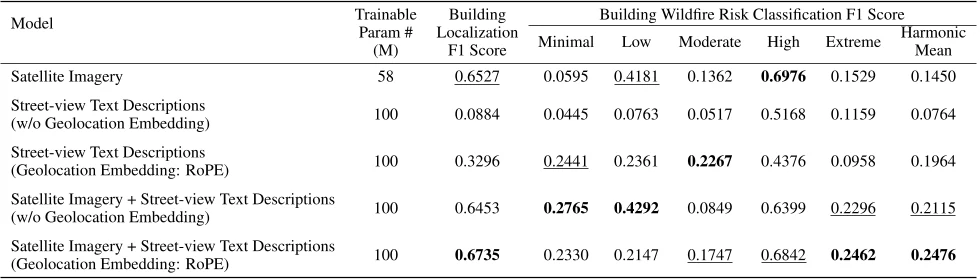 Model Trainable Param # (M) Building Localization F1 Score Building Wildfire Risk Classification F1 Score
Minimal Low Moderate High Extreme Harmonic Mean
Satellite Imagery 58 0.6527 0.0595 0.4181 0.1362 0.6976 0.1529 0.1450
Street-view Text Descriptions
(w/o Geolocation Embedding) 100 0.0884 0.0445 0.0763 0.0517 0.5168 0.1159 0.0764
Street-view Text Descriptions
(Geolocation Embedding: RoPE) 100 0.3296 0.2441 0.2361 0.2267 0.4376 0.0958 0.1964
Satellite Imagery + Street-view Text Descriptions
(w/o Geolocation Embedding) 100 0.6453 0.2765 0.4292 0.0849 0.6399 0.2296 0.2115
Satellite Imagery + Street-view Text Descriptions
(Geolocation Embedding: RoPE) 100 0.6735 0.2330 0.2147 0.1747 0.6842 0.2462 0.2476